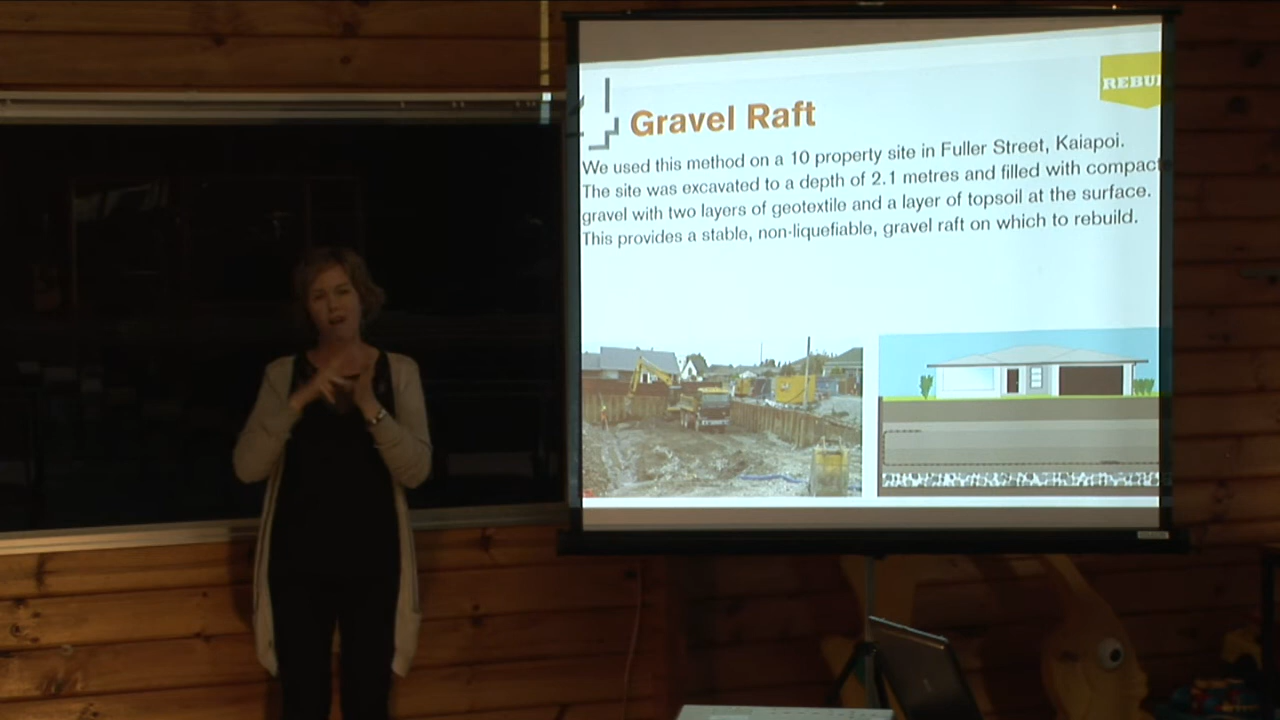 REBUI
Gravel Raft
We used this method on a 10 property site in Fuller Street, Kaiapoi.
The site was excavated to a depth of 2.1 metres and filled with compact
gravel with two layers of geotextile and a layer of topsoil at the surface.
This provides a stable, non-liquefiable, gravel raft on which to rebuild.